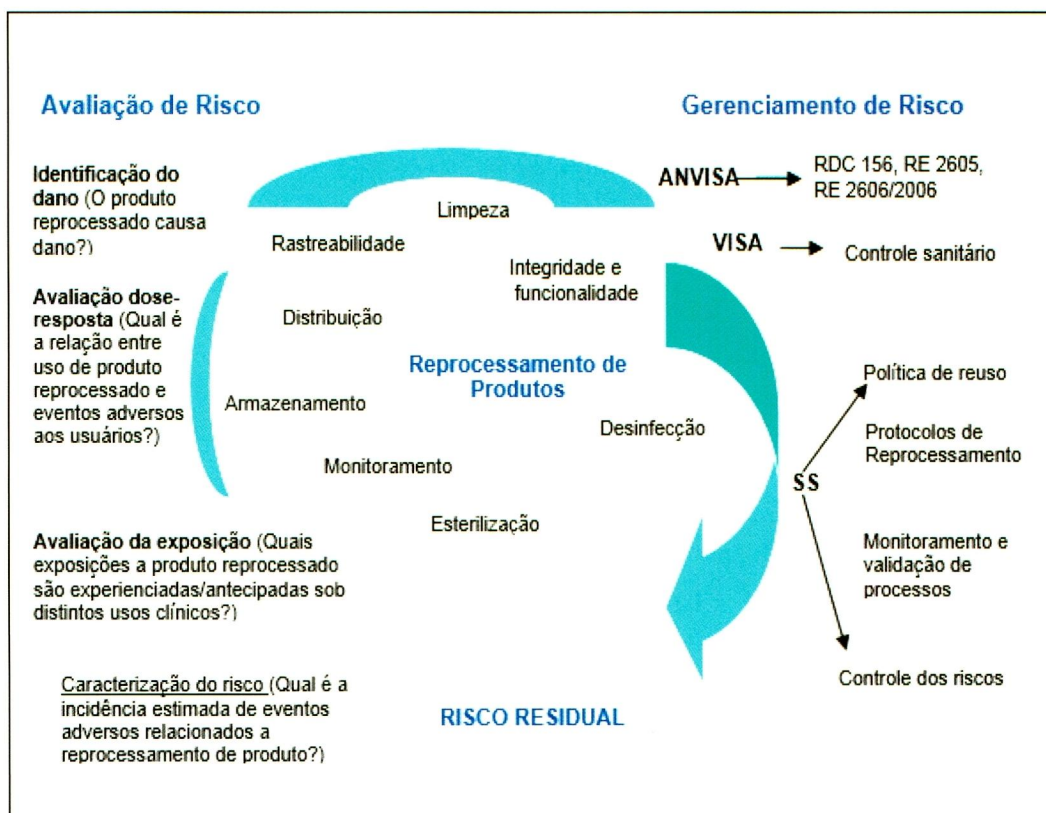 Avaliação de Risco
Gerenciamento de Risco
Identificação do
dano (O produto
reprocessado causa
dano?)
Avaliação dose-
resposta (Qual é
a relação entre
uso de produto
reprocessado e
eventos adversos
aos usuários?)
Avaliação da exposição (Quais
exposições a produto reprocessado
são experienciadas/antecipadas sob
distintos usos clínicos?)
Caracterização do risco (Qual é a
incidência estimada de eventos
adversos relacionados a
reprocessamento de produto?)
Limpeza
Rastreabilidade
Integridade e
funcionalidade
Distribuição
Reprocessamento de
Produtos
Armazenamento
Desinfecção
Monitoramento
Esterilização
RISCO RESIDUAL
ANVISA
RDC 156, RE 2605,
RE 2606/2006
VISA
Controle sanitário
SS
Política de reuso
Protocolos de
Reprocessamento
Monitoramento e
validação de
processos
Controle dos riscos